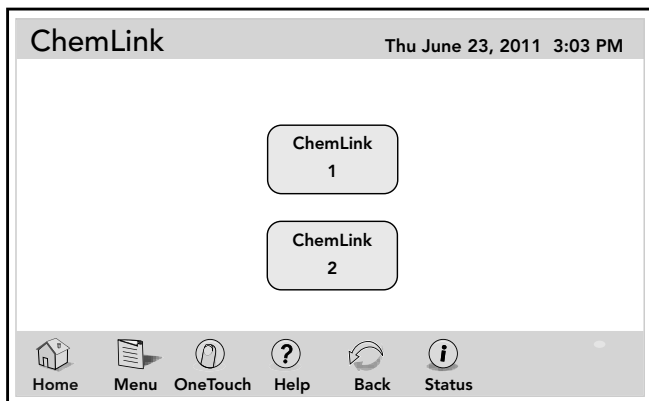 ChemLink Thu June 23, 2011 3:03 PM
ChemLink
1
ChemLink
2
Home Menu OneTouch Help Back Status